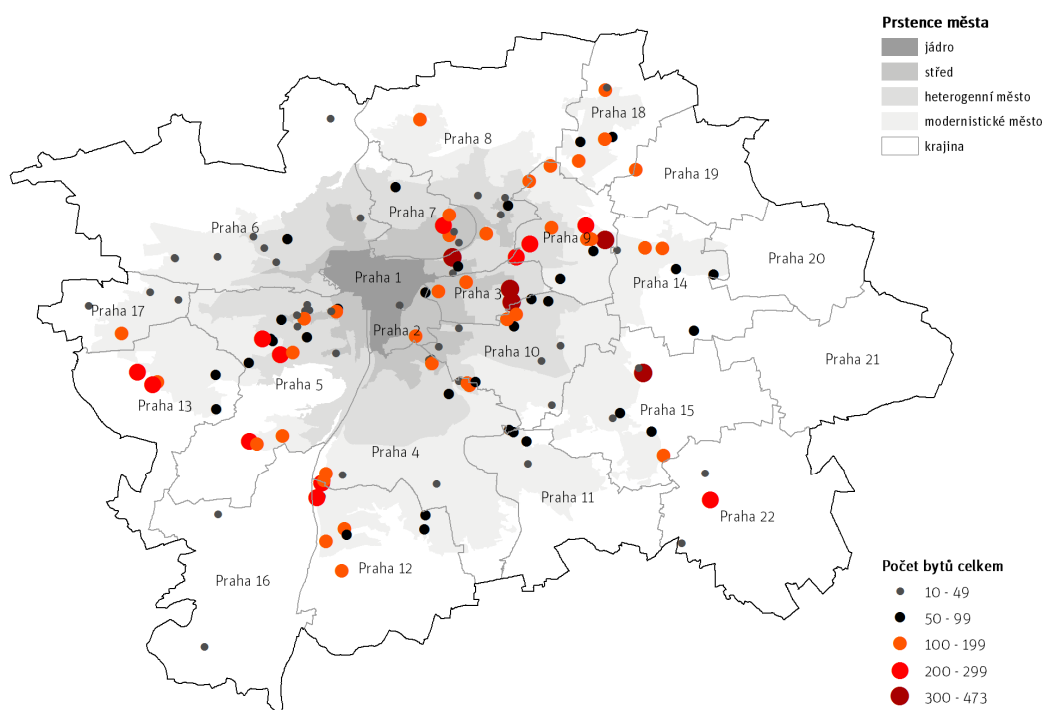 Prstence města
jádro
střed
heterogenní město
modernistické město
krajina
Praha 18
Praha 8
Praha 19
Praha 7
Praha 6
Praha 9
Praha 20
Praha 1
Praha 3
Praha 14
Praha 17
Praha 2
Praha 10
Praha 21
Praha 5
Praha 13
Praha 15
Praha 4
Praha 11
Praha 22
Praha 12
Praha 16
Počet bytů celkem
10 - 49
50 - 99
100 - 199
200 - 299
300 - 473